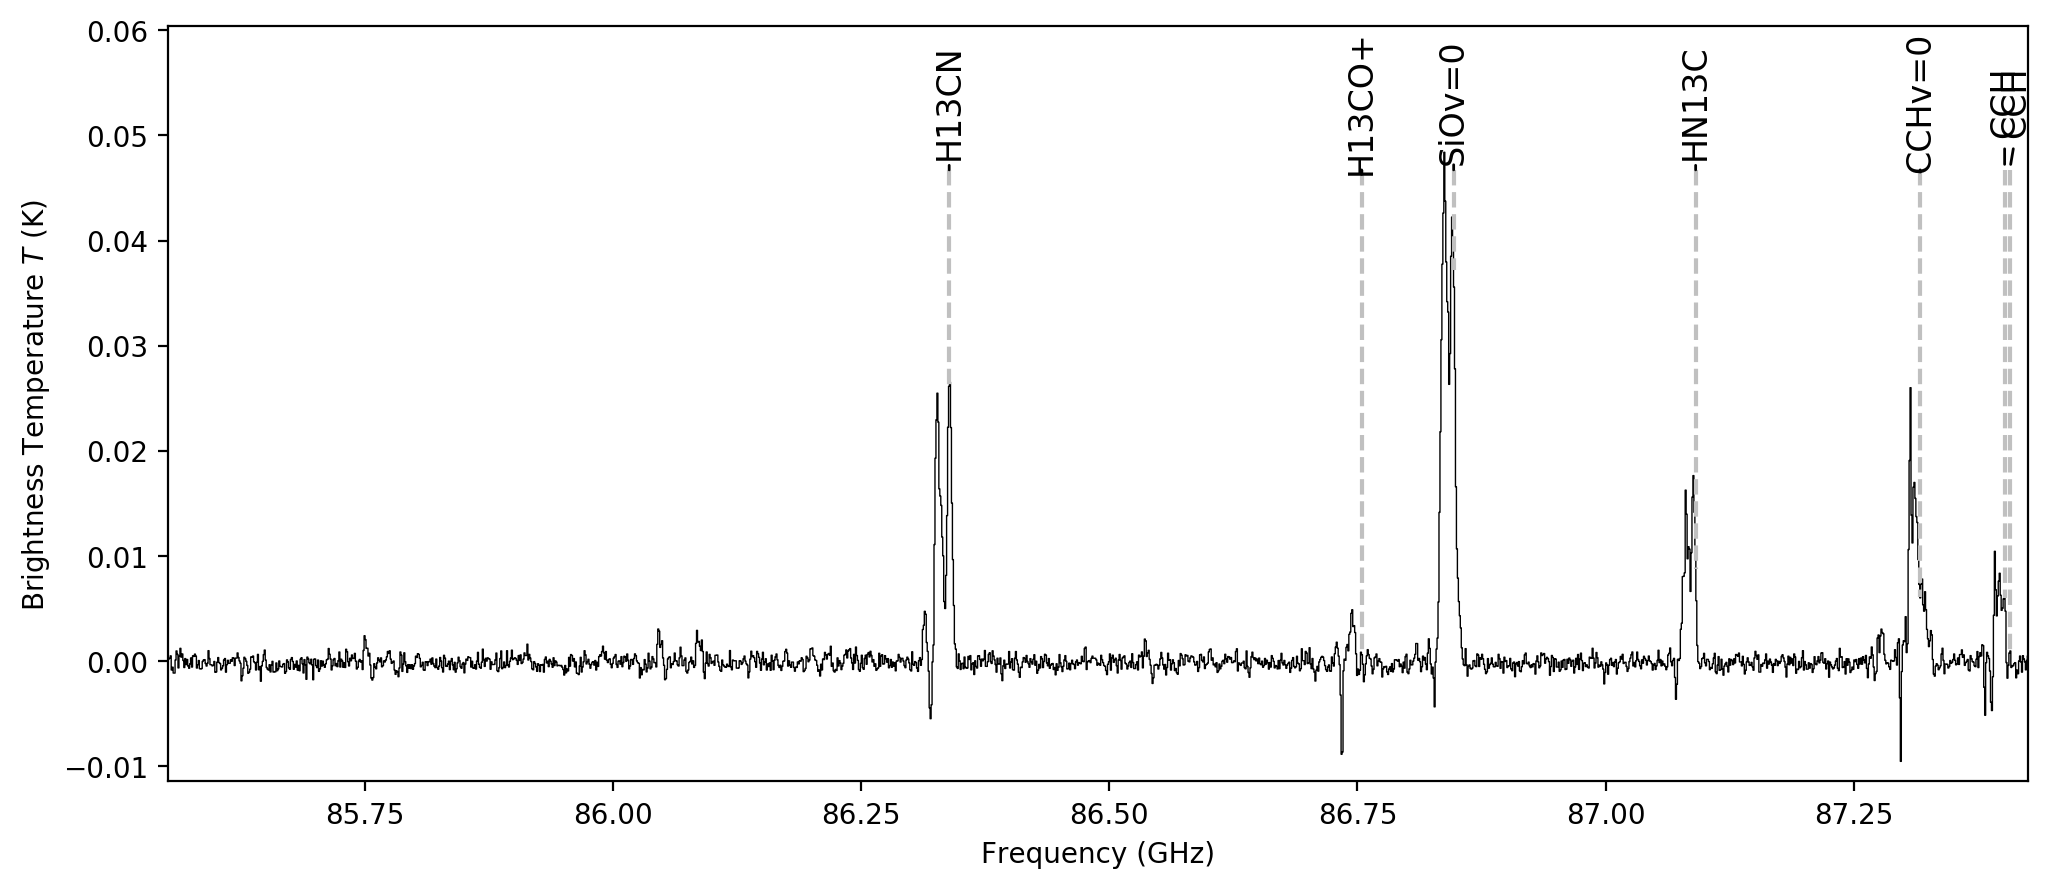 0.06
0.05
0.04
0.03
0.02
0.01
0.00
−0.01
Brightness Temperature T (K)
H13CN
H13CO+
SiOv=0
HN13C
CCHv=0
CCH
CCH
85.75
86.00
86.25
86.50
86.75
87.00
87.25
Frequency (GHz)